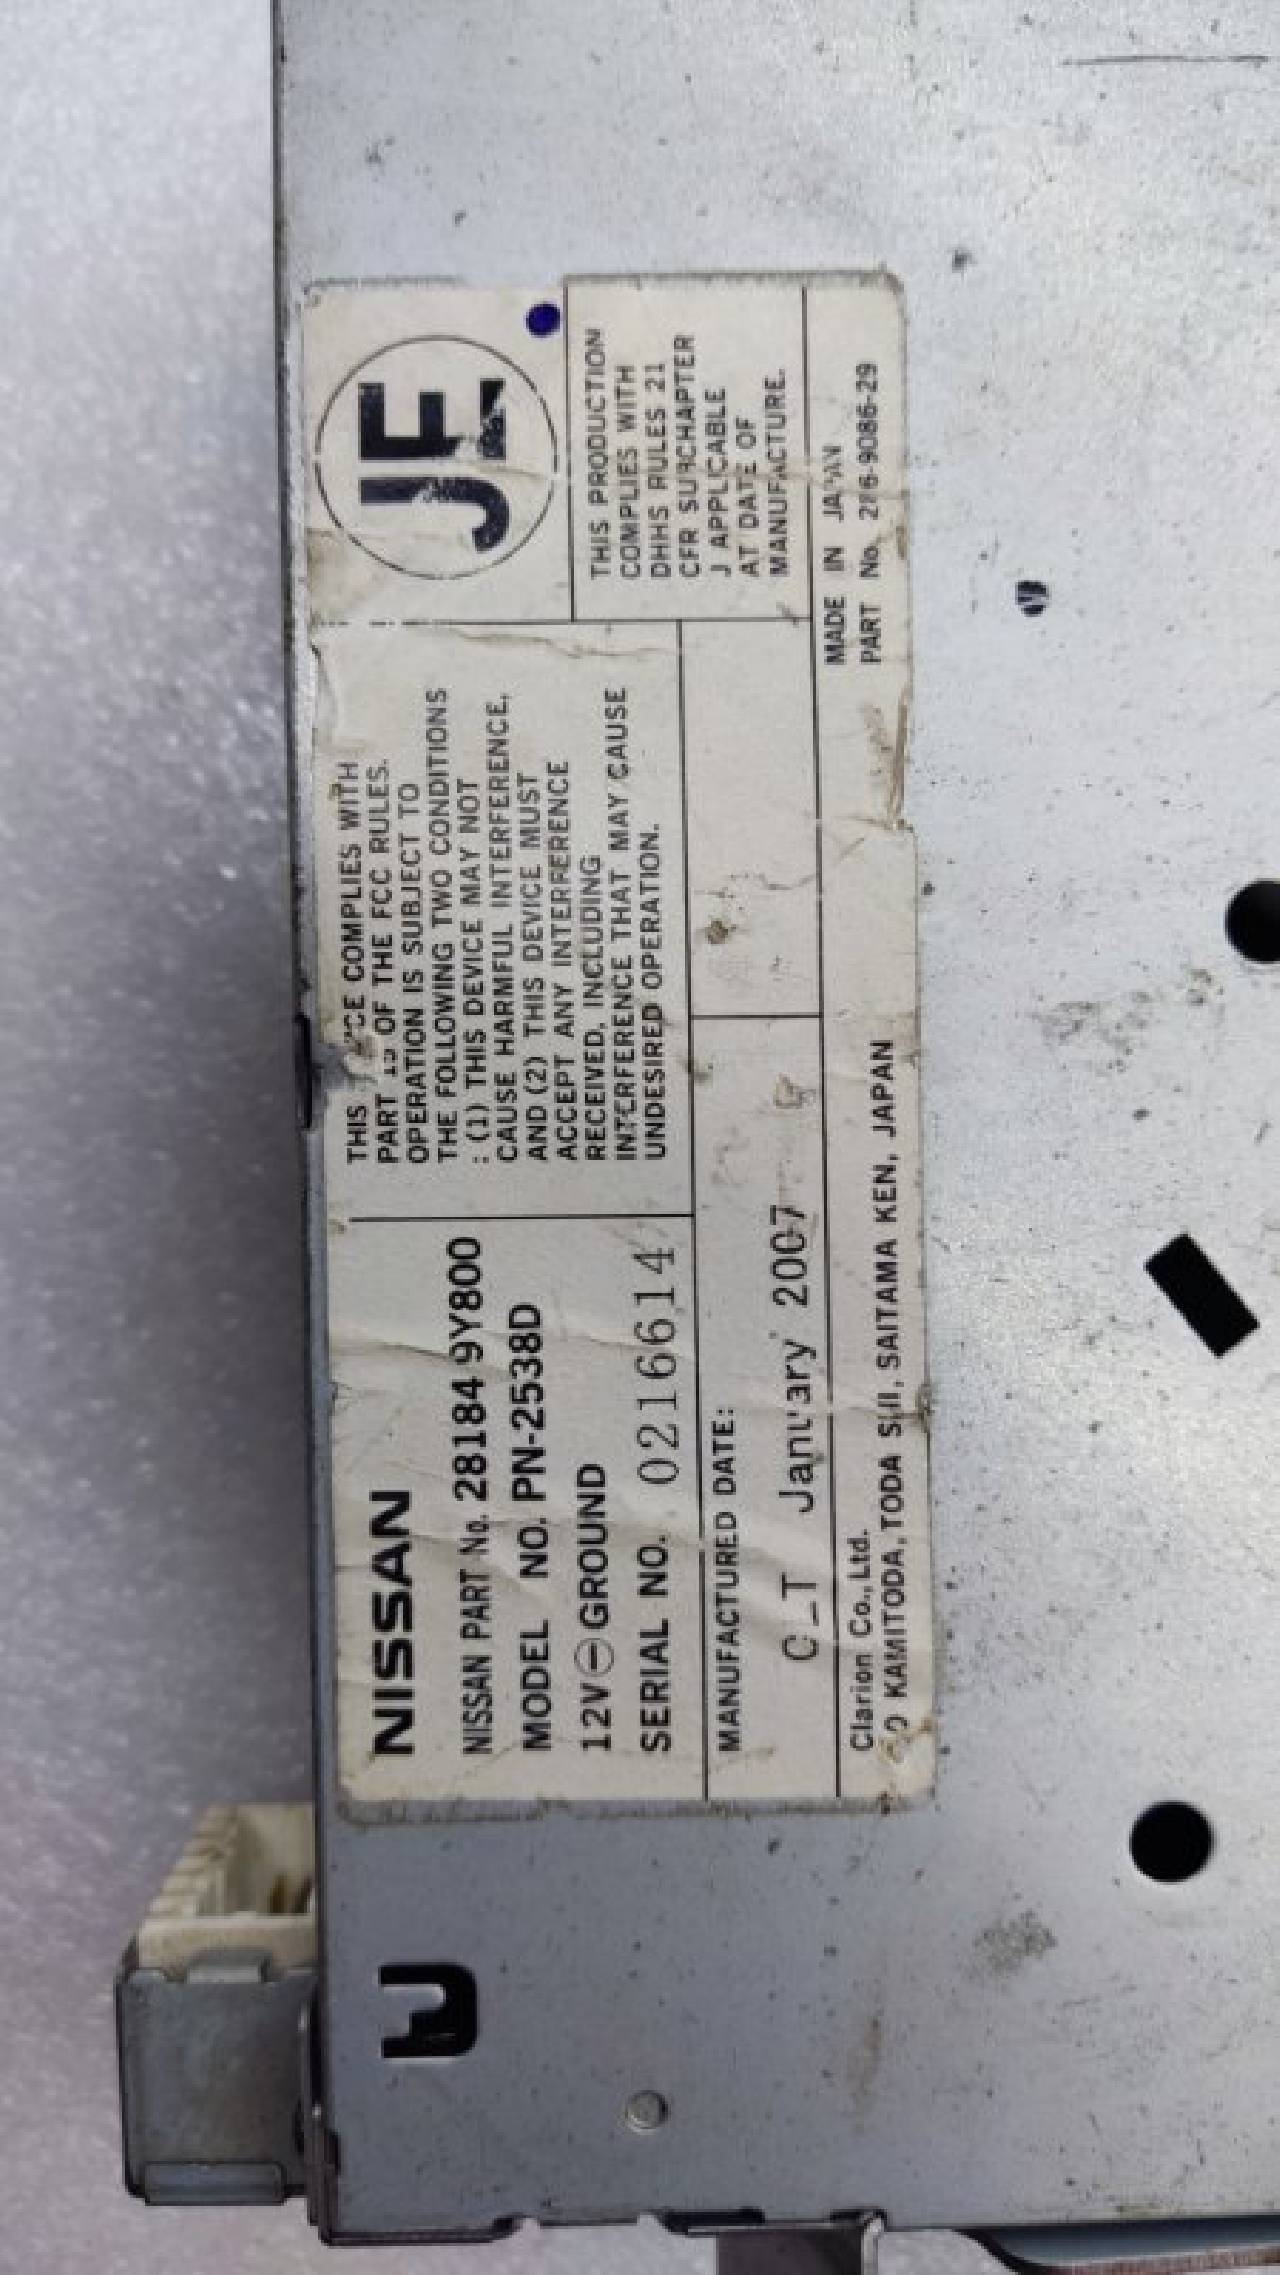 NISSAN
NISSAN PART No. 28184 9Y800
MODEL NO. PN-2538D
12V⊖GROUND
SERIAL NO. 0216614
THIS COMPLIES WITH
PART OF THE FCC RULES.
OPERATION IS SUBJECT TO
THE FOLLOWING TWO CONDITIONS
: (1) THIS DEVICE MAY NOT
CAUSE HARMFUL INTERFERENCE,
AND (2) THIS DEVICE MUST
ACCEPT ANY INTERFERENCE
RECEIVED, INCLUDING
INTERFERENCE THAT MAY CAUSE
UNDESIRED OPERATION.
JE
THIS PRODUCTION
COMPLIES WITH
DHHS RULES 21
CFR SUBCHAPTER
J APPLICABLE
AT DATE OF
MANUFACTURE.
MANUFACTURED DATE:
January 2007
Clarion Co., Ltd.
KAMITODA, TODA SHI, SAITAMA KEN, JAPAN
MADE IN JAPAN
PART No. 286-9086-29